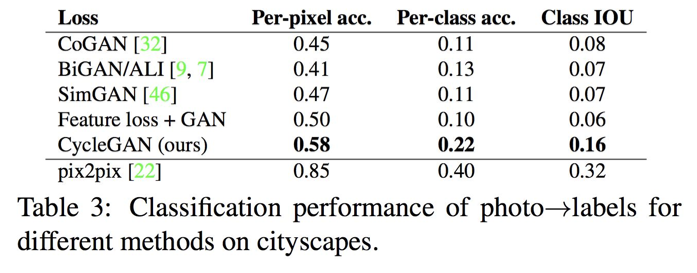 Loss Per-pixel acc. Per-class acc. Class IOU
CoGAN [32] 0.45 0.11 0.08
BiGAN/ALI [9, 7] 0.41 0.13 0.07
SimGAN [46] 0.47 0.11 0.07
Feature loss + GAN 0.50 0.10 0.06
CycleGAN (ours) 0.58 0.22 0.16
pix2pix [22] 0.85 0.40 0.32
Table 3: Classification performance of photo→labels for
different methods on cityscapes.